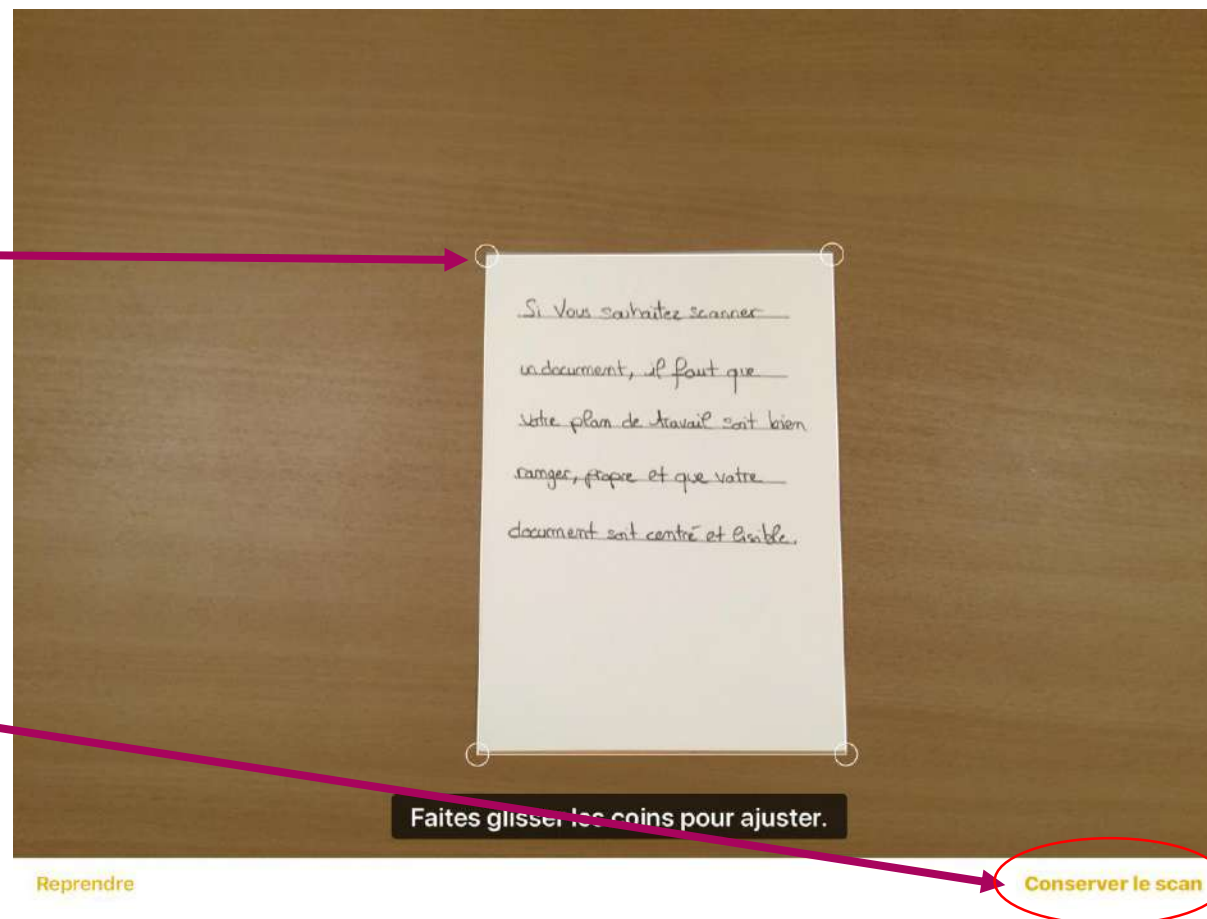 Si Vous souhaitez scanner
un document, il faut que
votre plan de travail soit bien
ranger, propre et que votre
document soit centré et lisible.
Faites glisser les coins pour ajuster.
Reprendre
Conserver le scan